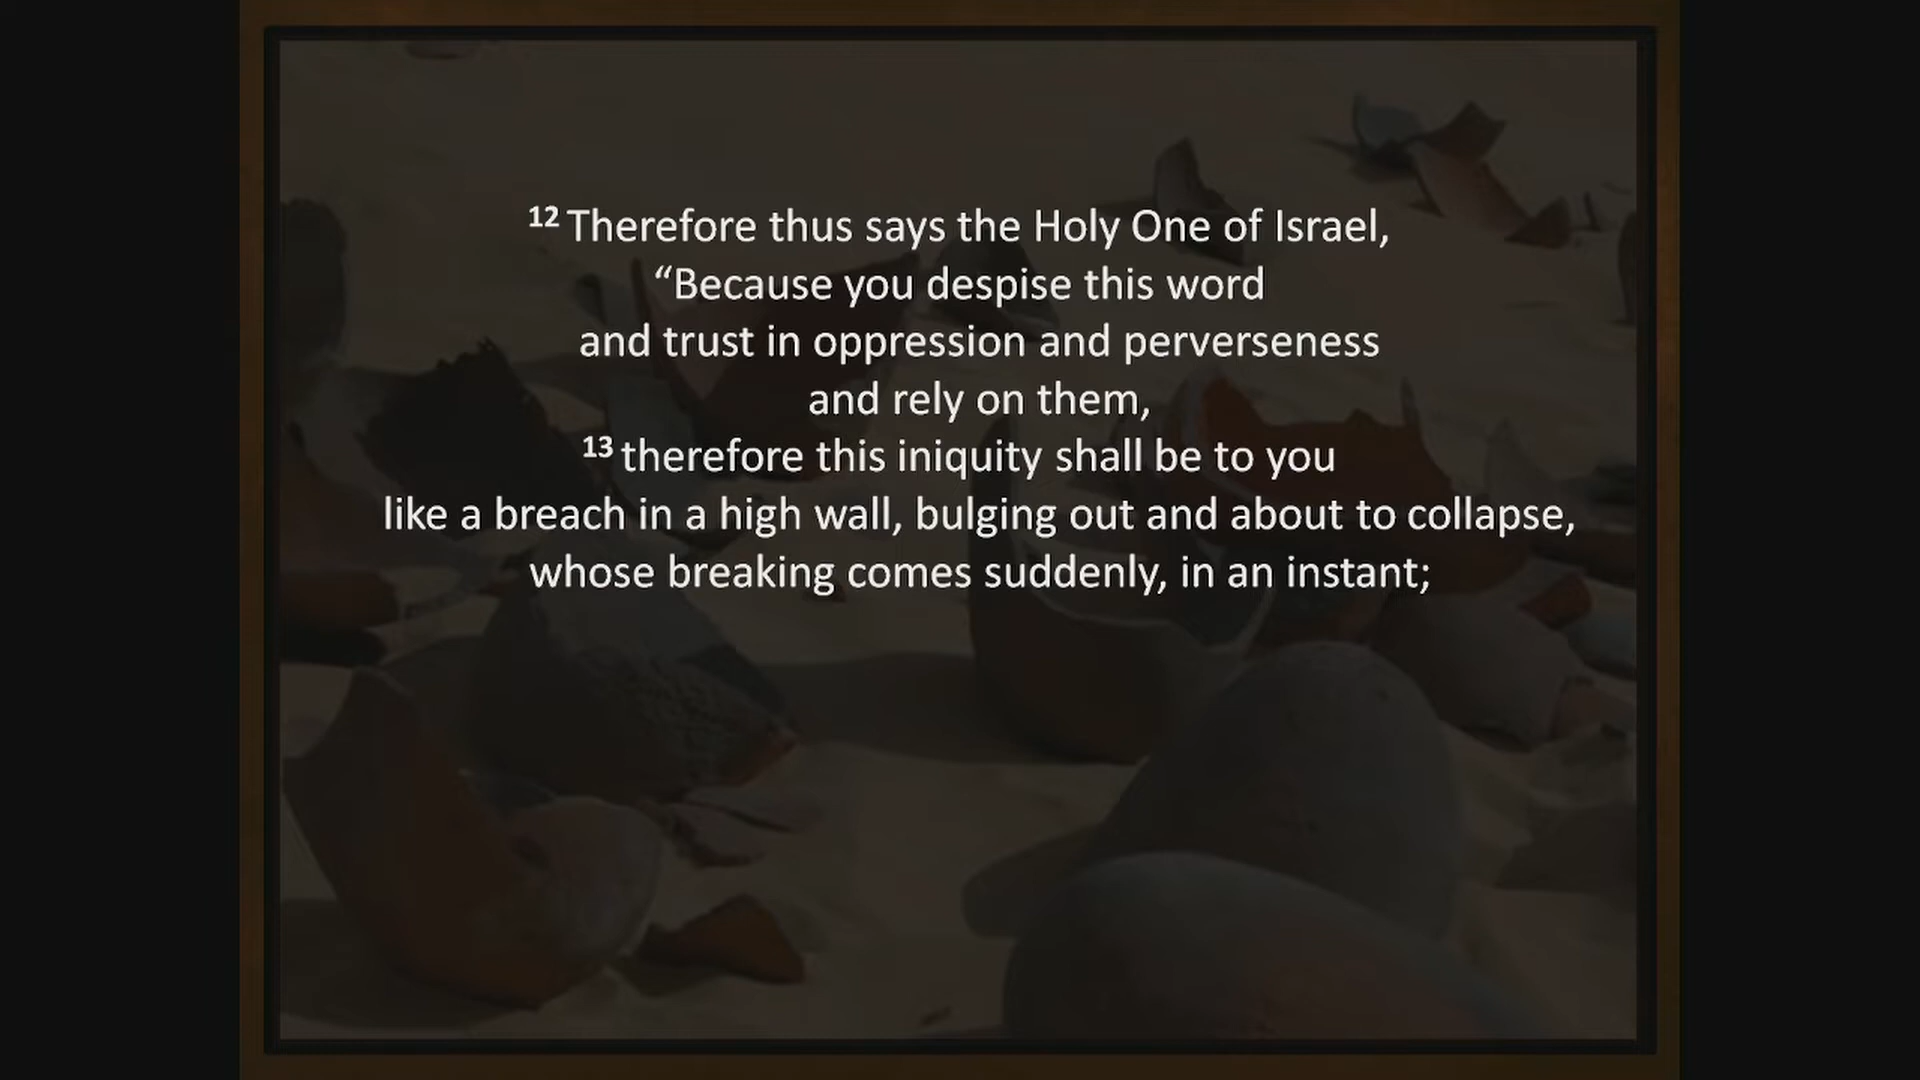 12 Therefore thus says the Holy One of Israel,
“Because you despise this word
and trust in oppression and perverseness
and rely on them,
13 therefore this iniquity shall be to you
like a breach in a high wall, bulging out and about to collapse,
whose breaking comes suddenly, in an instant;